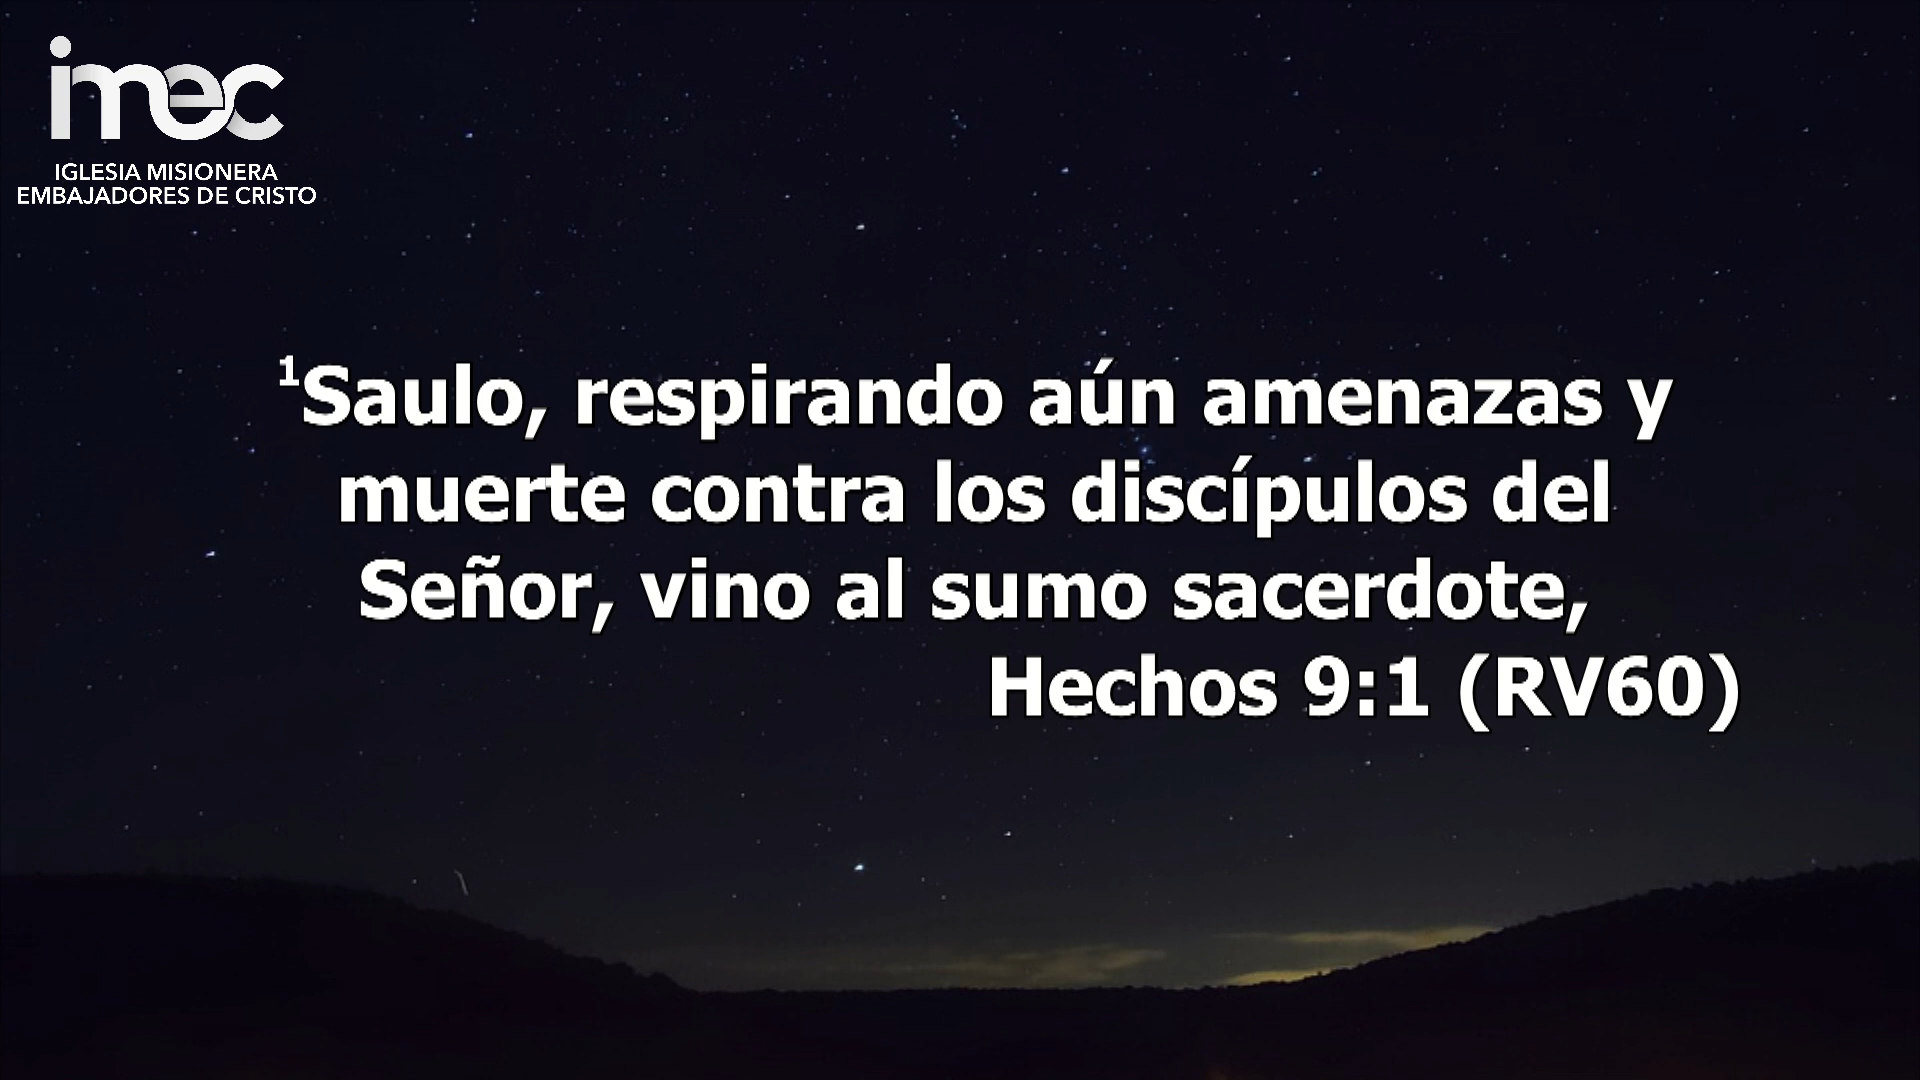 imec
IGLESIA MISIONERA
EMBAJADORES DE CRISTO
¹Saulo, respirando aún amenazas y
muerte contra los discípulos del
Señor, vino al sumo sacerdote,
Hechos 9:1 (RV60)